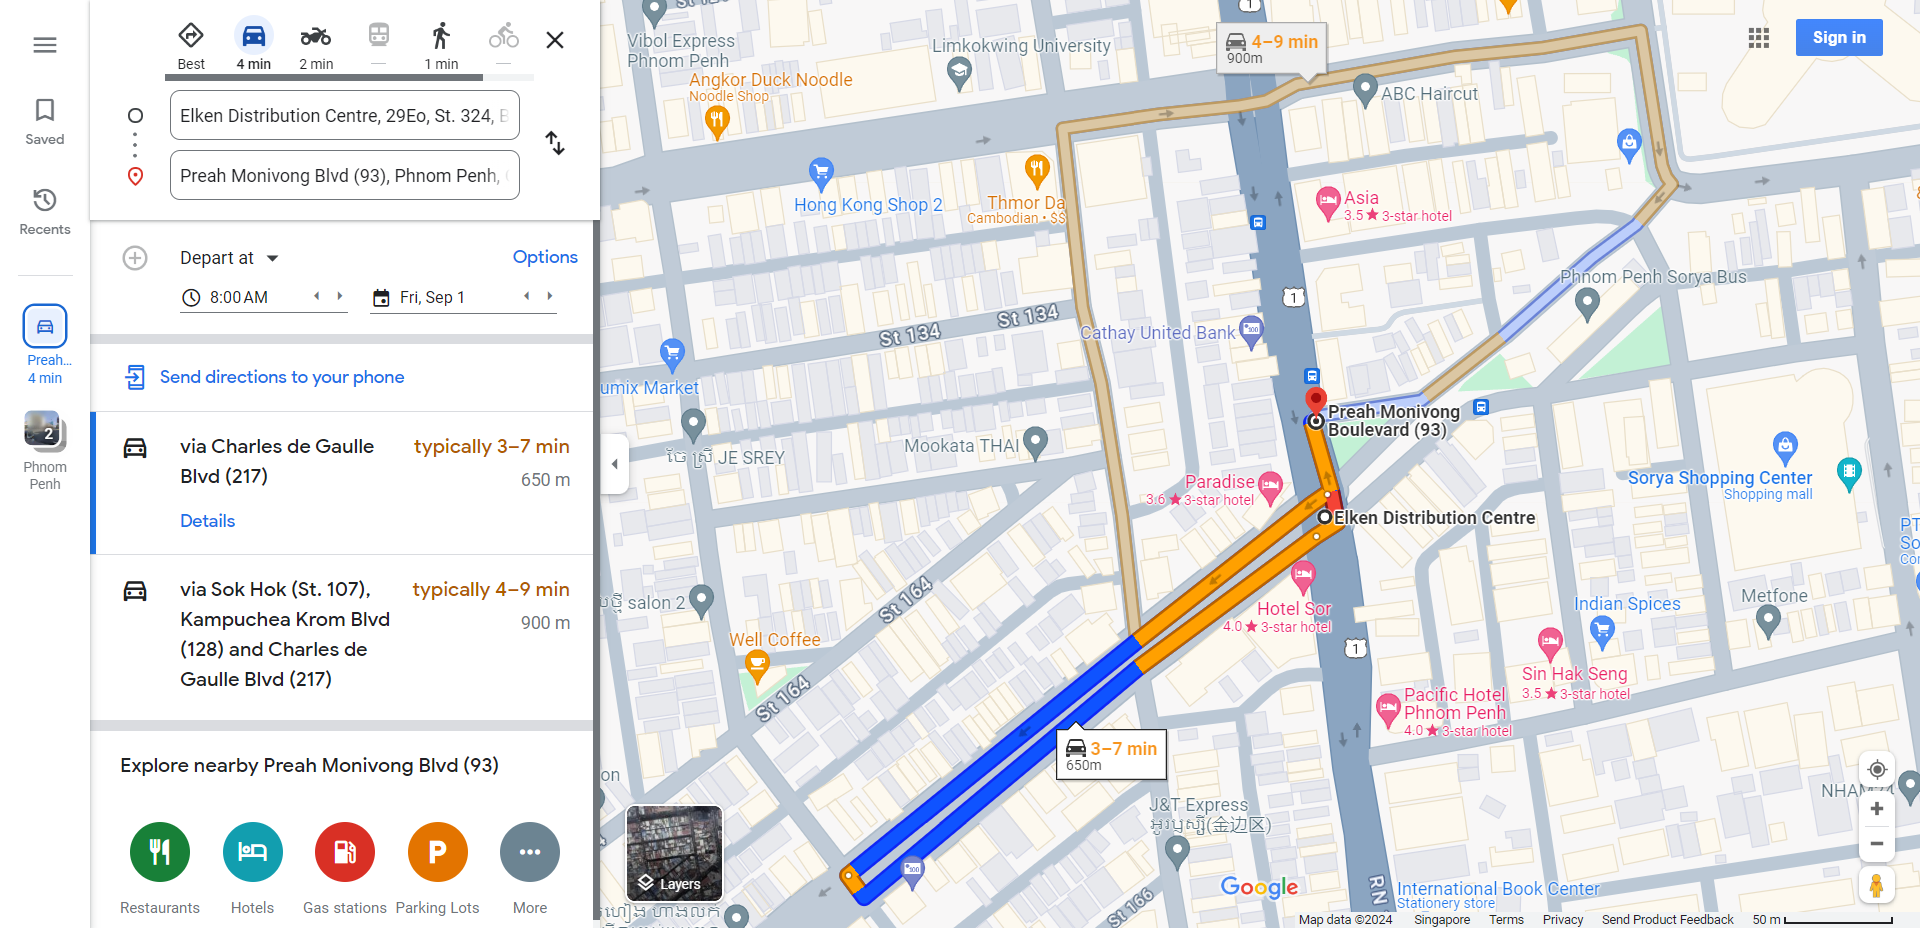 Best
4 min
2 min
—
1 min
—
Saved
Recents
Preah...
4 min
2
Phnom
Penh
Elken Distribution Centre, 29Eo, St. 324, B
Preah Monivong Blvd (93), Phnom Penh,
Depart at
Options
8:00 AM
Fri, Sep 1
Send directions to your phone
via Charles de Gaulle
Blvd (217)
typically 3–7 min
650 m
Details
via Sok Hok (St. 107),
Kampuchea Krom Blvd
(128) and Charles de
Gaulle Blvd (217)
typically 4–9 min
900 m
Explore nearby Preah Monivong Blvd (93)
Restaurants
Hotels
Gas stations
P
Parking Lots
More
Vibol Express
Phnom Penh
Limkokwing University
1
4–9 min
900m
Sign in
Angkor Duck Noodle
Noodle Shop
ABC Haircut
Hong Kong Shop 2
Thmor Da
Cambodian • $$
Asia
3.5 ★ 3-star hotel
Phnom Penh Sorya Bus
1
St 134
St 134
Cathay United Bank
umix Market
Preah Monivong
Boulevard (93)
Mookata THAI
ចែ ស្រី JE SREY
Paradise
3.6 ★ 3-star hotel
Sorya Shopping Center
Shopping mall
Elken Distribution Centre
PT
So
Co
St 164
salon 2
Hotel Sor
4.0 ★ 3-star hotel
Indian Spices
Metfone
Well Coffee
1
Sin Hak Seng
3.5 ★ 3-star hotel
St 164
Pacific Hotel
Phnom Penh
4.0 ★ 3-star hotel
3–7 min
650m
on
J&T Express
អូរឫស្សី(金边区)
Layers
Google
RN
International Book Center
Stationery store
St 166
Map data ©2024
Singapore
Terms
Privacy
Send Product Feedback
50 m